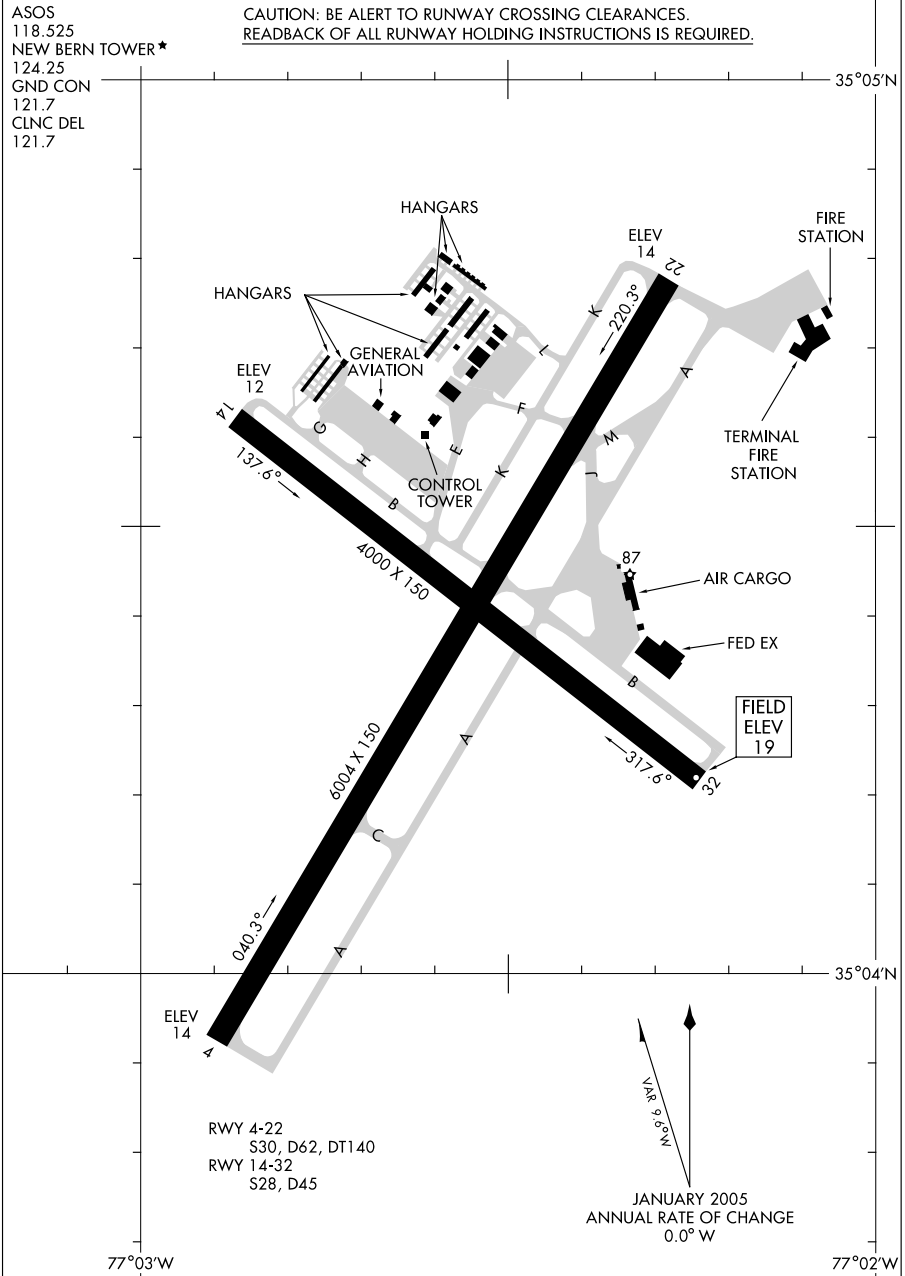 ASOS
118.525
NEW BERN TOWER★
124.25
GND CON
121.7
CLNC DEL
121.7
CAUTION: BE ALERT TO RUNWAY CROSSING CLEARANCES.
READBACK OF ALL RUNWAY HOLDING INSTRUCTIONS IS REQUIRED.
35°05'N
HANGARS
FIRE
STATION
ELEV
14
22
HANGARS
K
220.3°
L
GENERAL
AVIATION
A
ELEV
12
14
F
G
M
TERMINAL
FIRE
STATION
E
H
K
J
137.6°
CONTROL
TOWER
B
4000 X 150
87
AIR CARGO
FED EX
B
FIELD
ELEV
19
A
317.6°
32
6004 X 150
C
040.3°
A
35°04'N
ELEV
14
4
VAR 9.6°W
RWY 4-22
S30, D62, DT140
RWY 14-32
S28, D45
JANUARY 2005
ANNUAL RATE OF CHANGE
0.0° W
77°03'W
77°02'W